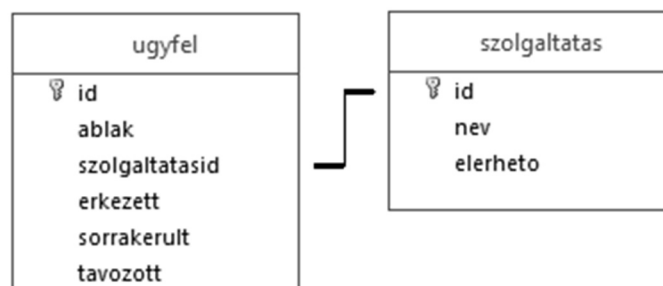 ugyfel
id
ablak
szolgaltatasid
erkezett
sorrakerult
tavozott
szolgaltatas
id
nev
elerheto